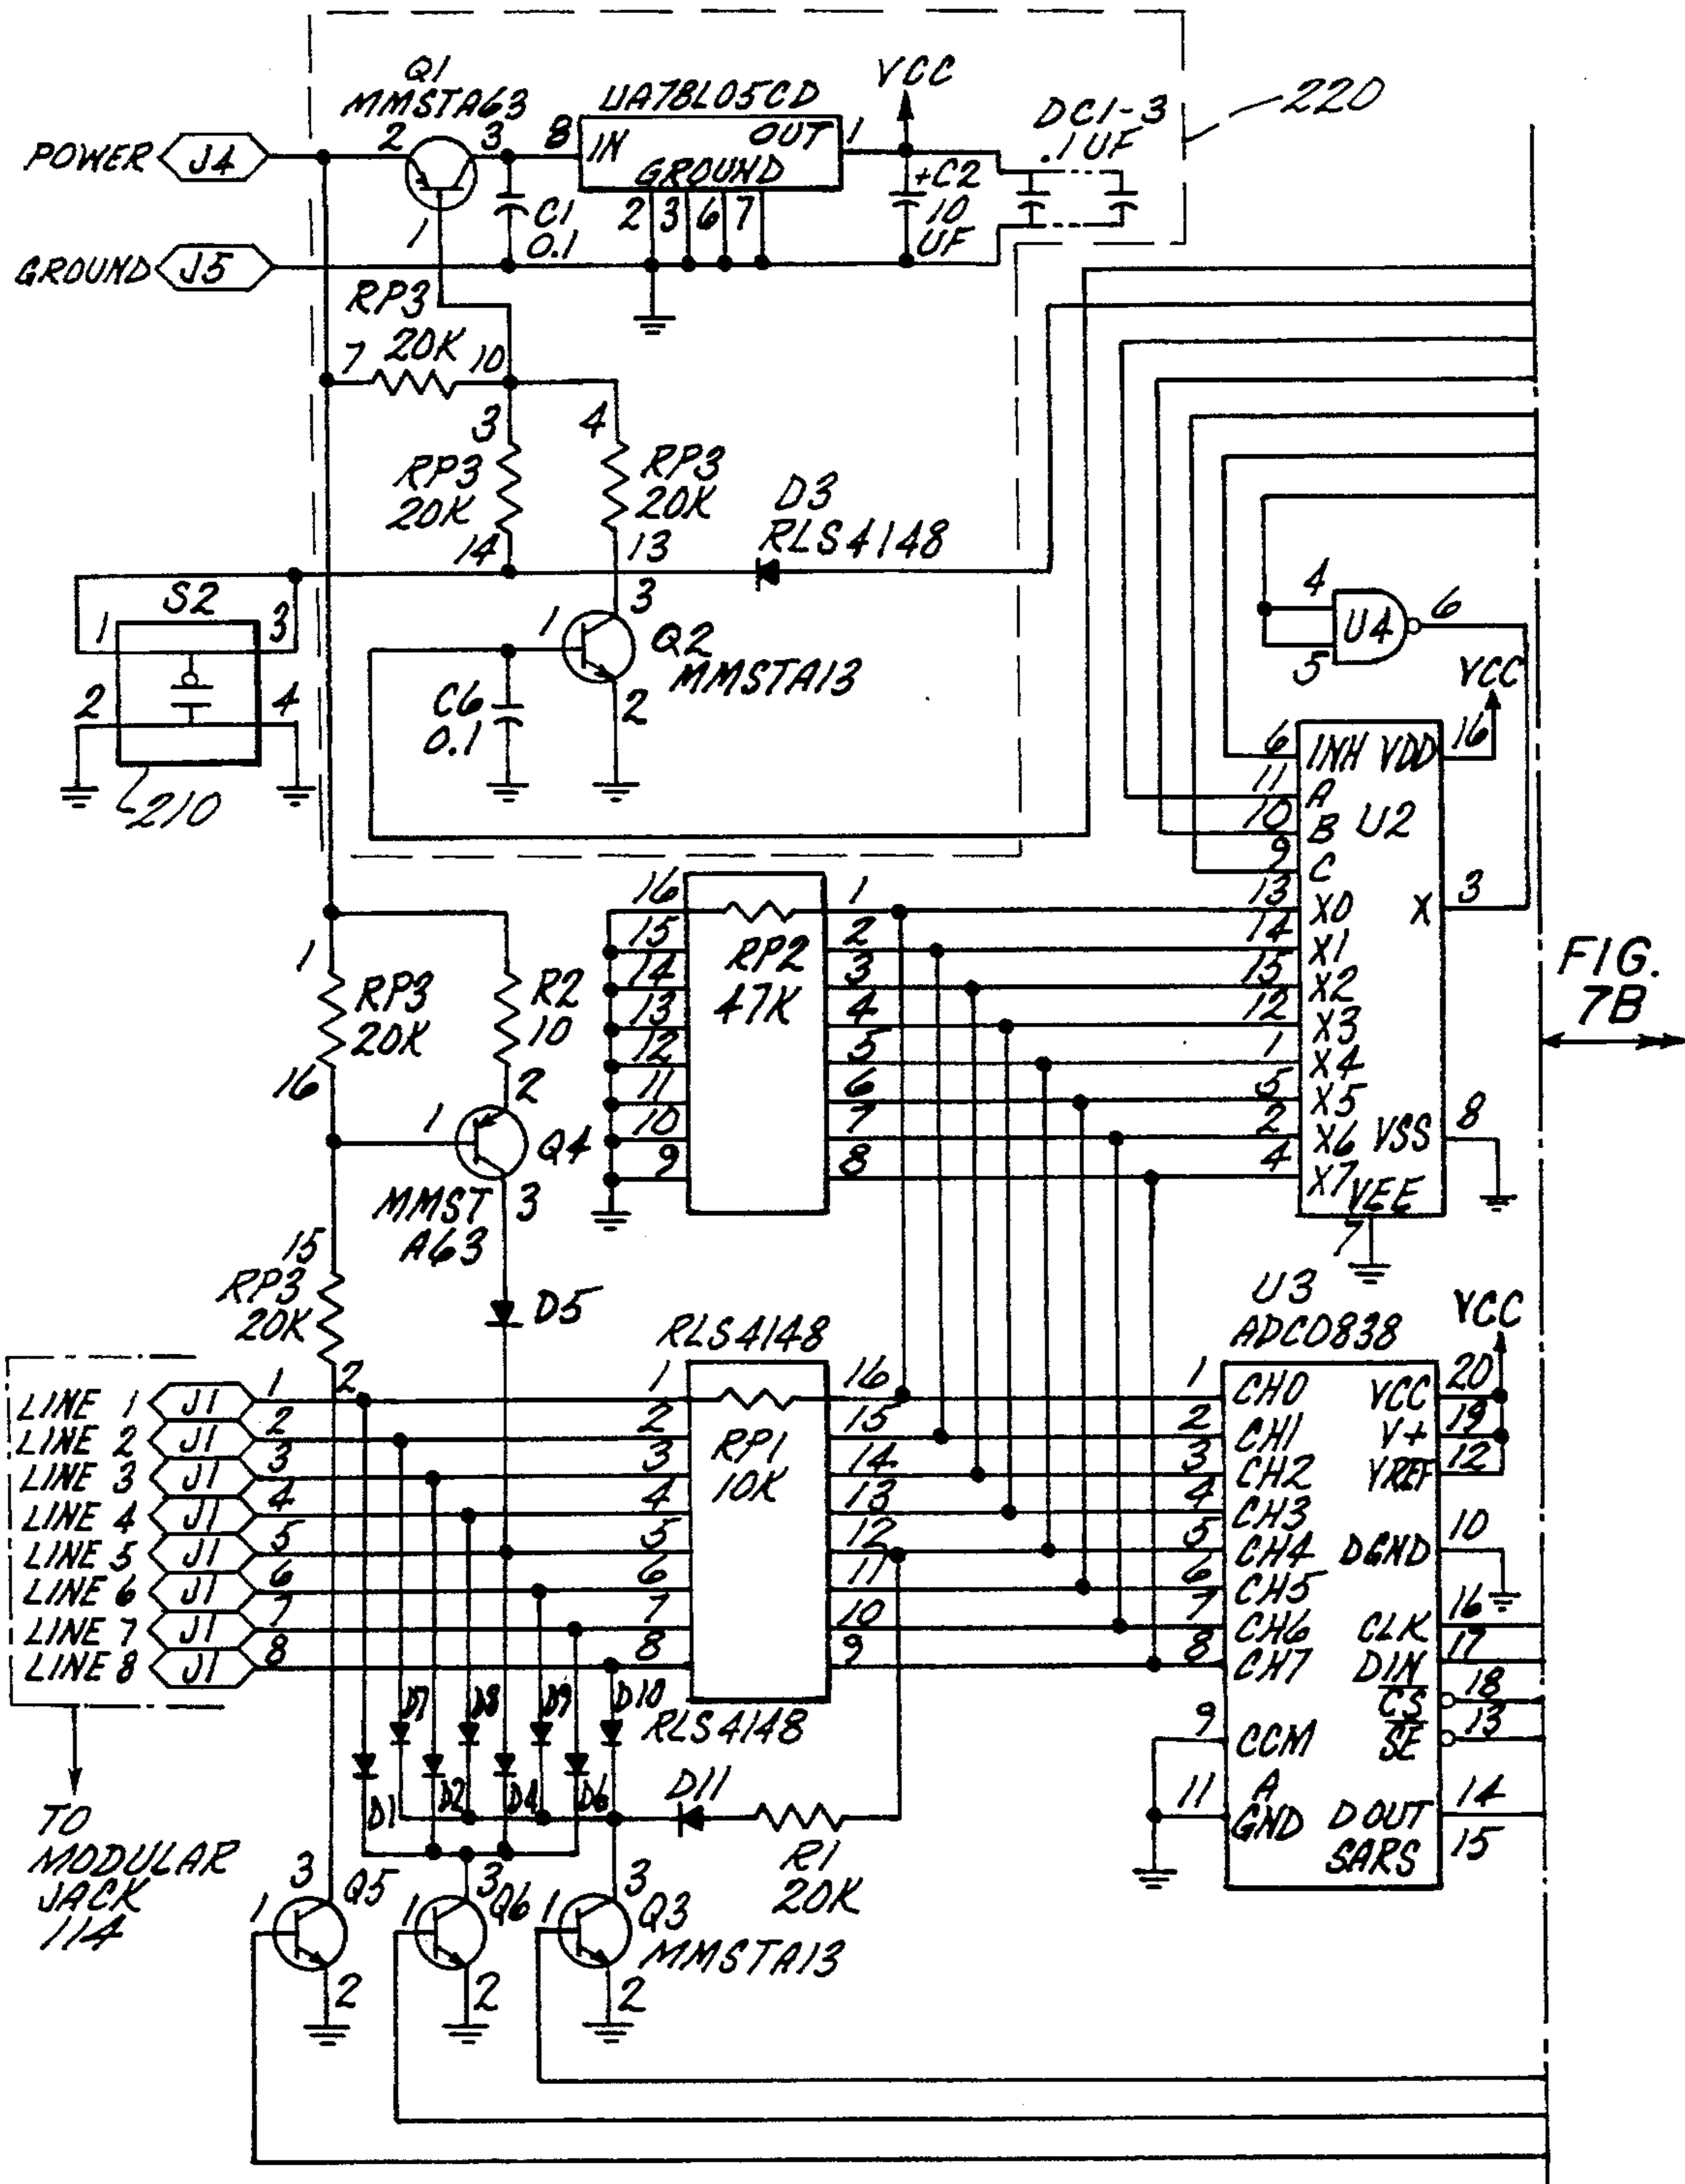 Q1
MMSTA63
UA78L05CD
VCC
DC1-3
.1UF
220
POWER J4
2
3
8
IN
OUT
1
GROUND
+C2
10
UF
1
C1
0.1
2 3 6 7
GROUND J5
RP3
20K
7
10
3
4
RP3
20K
RP3
20K
D3
RLS4148
14
13
S2
1
3
2
4
210
3
1
Q2
MMSTA13
2
C6
0.1
4
5
U4
6
VCC
6 INH VDD 16
11 A
10 B U2
9 C
13 X0 X 3
14 X1
15 X2
12 X3
1 X4
5 X5
2 X6 VSS 8
4 X7 VEE
7
16 1
15 2
14 3
13 4
12 5
11 6
10 7
9 8
RP2
47K
FIG.
7B
1
RP3
20K
16
R2
10
2
1
Q4
3
MMST
A63
15
RP3
20K
2
D5
RLS4148
U3
ADC0838
VCC
LINE 1 J1 1
LINE 2 J1 2
LINE 3 J1 3
LINE 4 J1 4
LINE 5 J1 5
LINE 6 J1 6
LINE 7 J1 7
LINE 8 J1 8
1 16
2 15
3 14
4 13
5 12
6 11
7 10
8 9
RP1
10K
RLS4148
1 CH0 VCC 20
2 CH1 V+ 19
3 CH2 VREF 12
4 CH3
5 CH4 DGND 10
6 CH5
7 CH6 CLK 16
8 CH7 DIN 17
CS 18
9 CCM SE 13
11 A
GND DOUT 14
SARS 15
D7 D8 D9 D10
D1 D2 D4 D6
D11
R1
20K
TO
MODULAR
JACK
114
3
1
Q5
2
3
1
Q6
2
3
1
Q3
MMSTA13
2